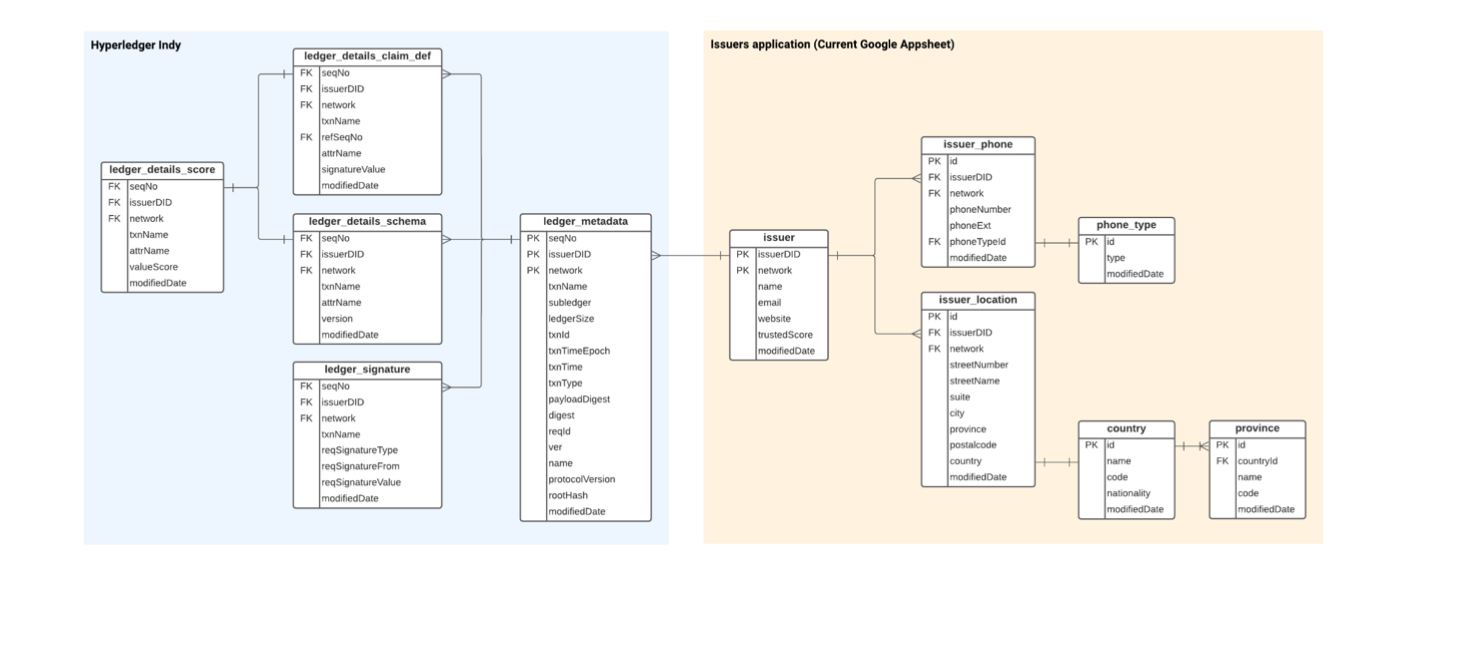 Hyperledger Indy
ledger_details_claim_def
FK seqNo
FK issuerDID
FK network
txnName
FK refSeqNo
attrName
signatureValue
modifiedDate
ledger_details_score
FK seqNo
FK issuerDID
FK network
txnName
attrName
valueScore
modifiedDate
ledger_details_schema
FK seqNo
FK issuerDID
FK network
txnName
attrName
version
modifiedDate
ledger_signature
FK seqNo
FK issuerDID
FK network
txnName
reqSignatureType
reqSignatureFrom
reqSignatureValue
modifiedDate
ledger_metadata
PK seqNo
PK issuerDID
PK network
txnName
subledger
ledgerSize
txnId
txnTimeEpoch
txnTime
txnType
payloadDigest
digest
reqId
ver
name
protocolVersion
rootHash
modifiedDate
Issuers application (Current Google Appsheet)
issuer
PK issuerDID
PK network
name
email
website
trustedScore
modifiedDate
issuer_phone
PK id
FK issuerDID
FK network
phoneNumber
phoneExt
FK phoneTypeId
modifiedDate
phone_type
PK id
type
modifiedDate
issuer_location
PK id
FK issuerDID
FK network
streetNumber
streetName
suite
city
province
postalcode
country
modifiedDate
country
PK id
name
code
nationality
modifiedDate
province
PK id
FK countryId
name
code
modifiedDate